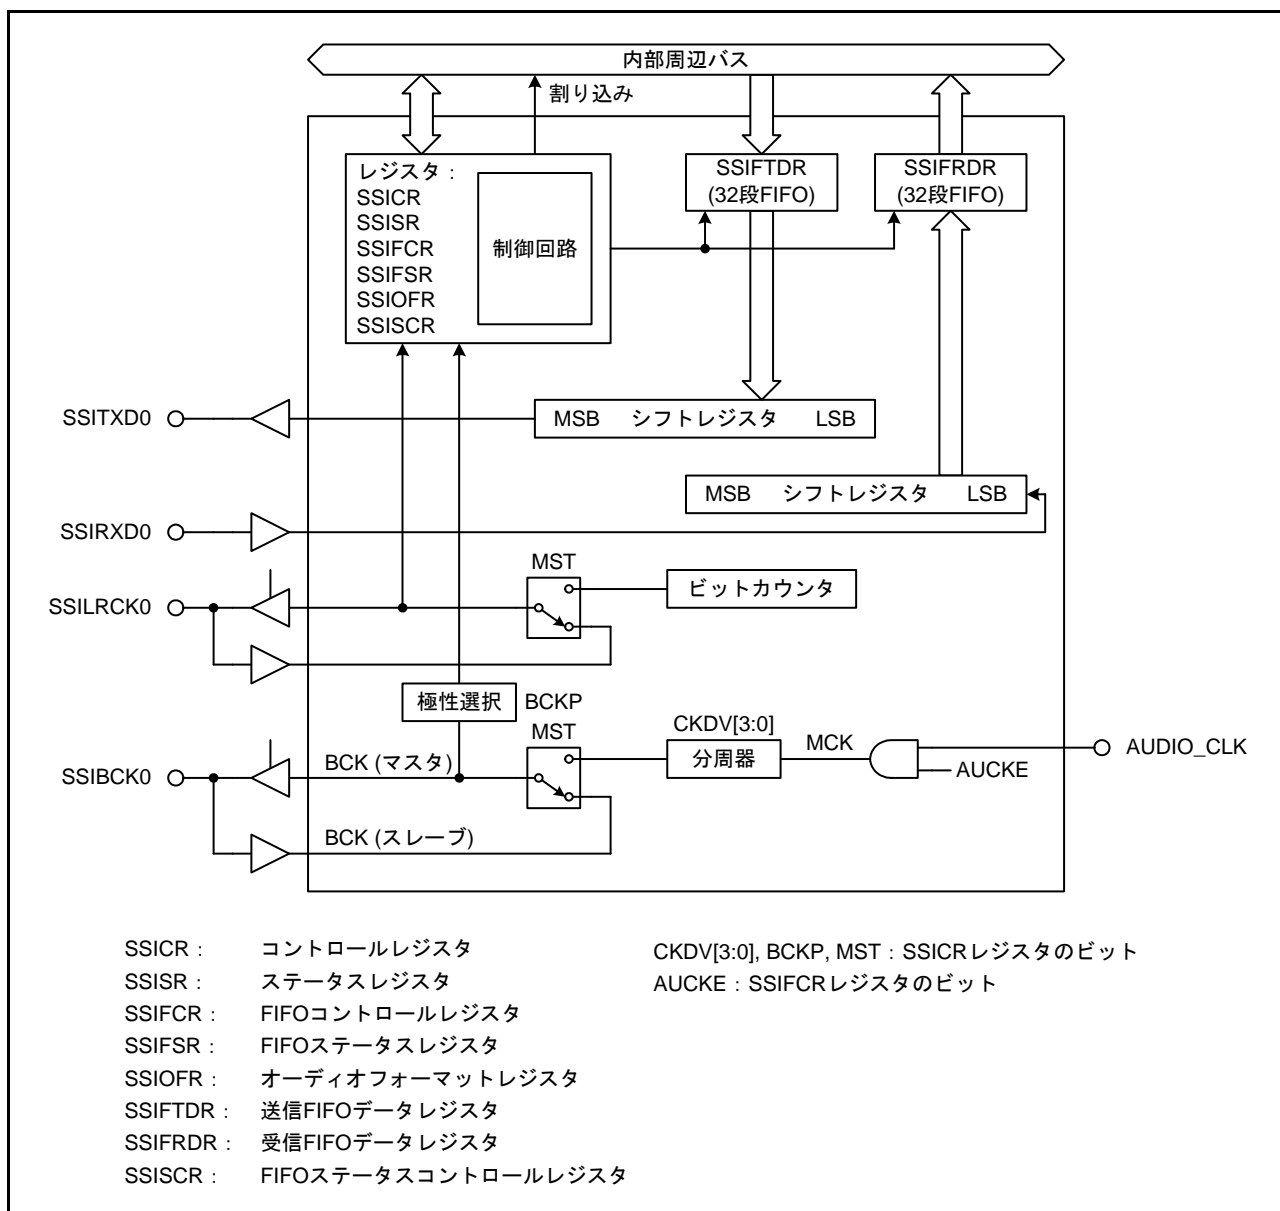 内部周辺バス
割り込み
レジスタ：
SSICR
SSISR
SSIFCR
SSIFSR
SSIOFR
SSISCR
制御回路
SSIFTDR
(32段FIFO)
SSIFRDR
(32段FIFO)
SSITXD0
MSB シフトレジスタ LSB
MSB シフトレジスタ LSB
SSIRXD0
MST
ビットカウンタ
SSILRCK0
極性選択 BCKP
MST
CKDV[3:0]
分周器
MCK
AUDIO_CLK
AUCKE
SSIBCK0
BCK (マスタ)
BCK (スレーブ)
SSICR： コントロールレジスタ
SSISR： ステータスレジスタ
SSIFCR： FIFOコントロールレジスタ
SSIFSR： FIFOステータスレジスタ
SSIOFR： オーディオフォーマットレジスタ
SSIFTDR： 送信FIFOデータレジスタ
SSIFRDR： 受信FIFOデータレジスタ
SSISCR： FIFOステータスコントロールレジスタ
CKDV[3:0], BCKP, MST：SSICRレジスタのビット
AUCKE：SSIFCRレジスタのビット